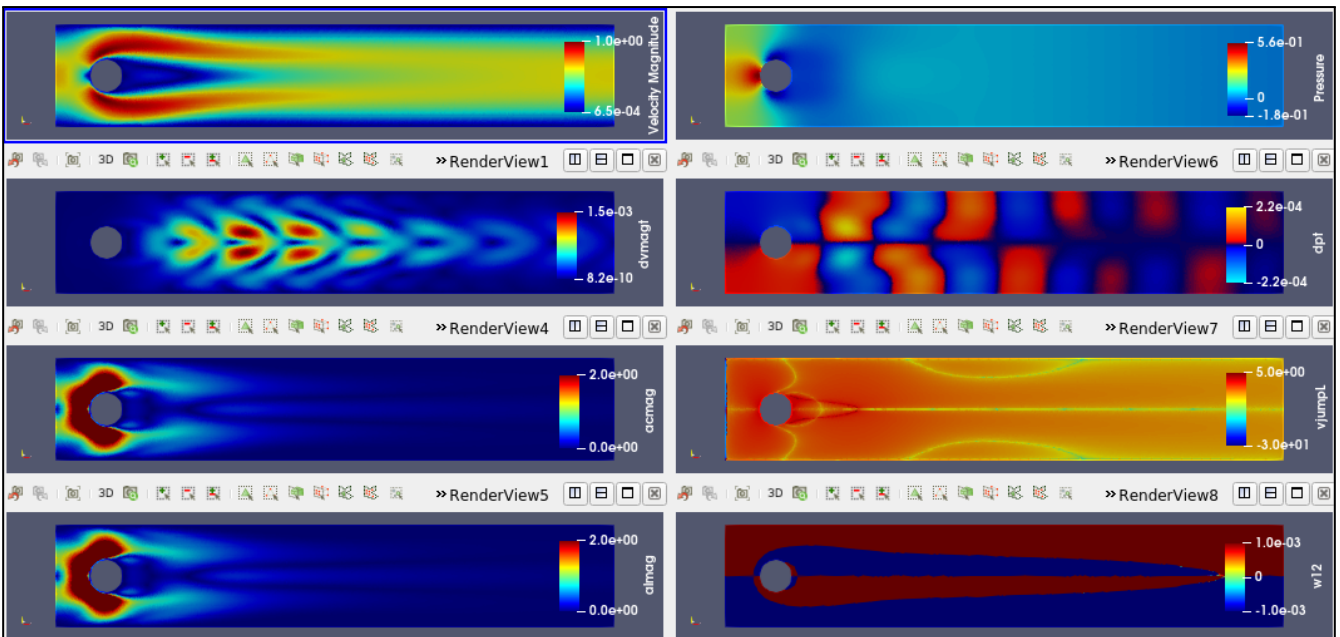 1.0e+00
6.5e-04
Velocity Magnitude
5.6e-01
0
-1.8e-01
Pressure
3D
RenderView1
3D
RenderView6
1.5e-03
8.2e-10
dvmagt
2.2e-04
0
-2.2e-04
dpt
3D
RenderView4
3D
RenderView7
2.0e+00
0.0e+00
acmag
5.0e+00
-3.0e+01
vjumpL
3D
RenderView5
3D
RenderView8
2.0e+00
0.0e+00
almag
1.0e-03
0
-1.0e-03
w12